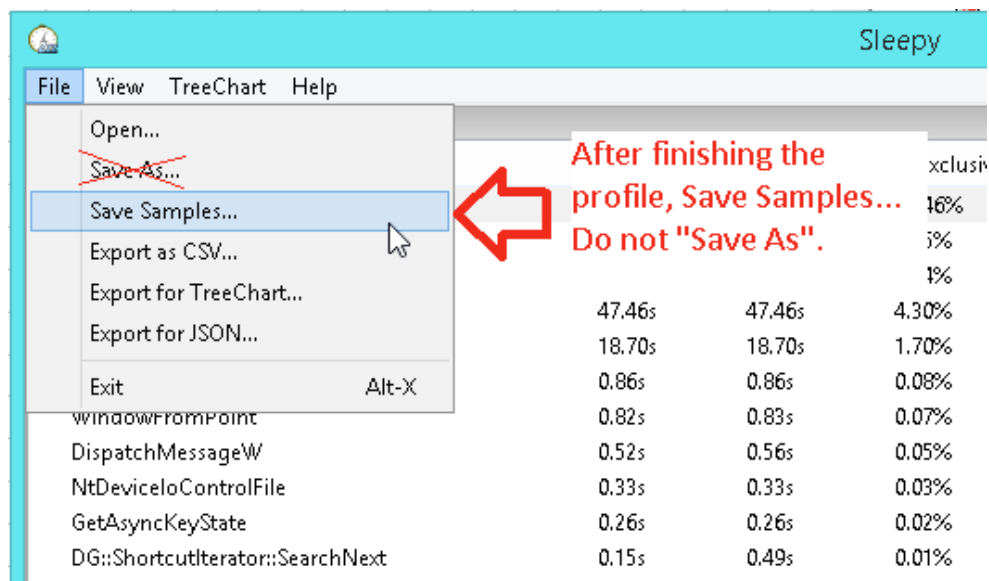 Sleepy
File View TreeChart Help
Open...
Save As...
Save Samples...
Export as CSV...
Export for TreeChart...
Export for JSON...
Exit Alt-X
After finishing the
profile, Save Samples...
Do not "Save As".
xclusiv
46%
47.46s 47.46s 4.30%
18.70s 18.70s 1.70%
0.86s 0.86s 0.08%
WindowFromPoint 0.82s 0.83s 0.07%
DispatchMessageW 0.52s 0.56s 0.05%
NtDeviceIoControlFile 0.33s 0.33s 0.03%
GetAsyncKeyState 0.26s 0.26s 0.02%
DG::ShortcutIterator::SearchNext 0.15s 0.49s 0.01%